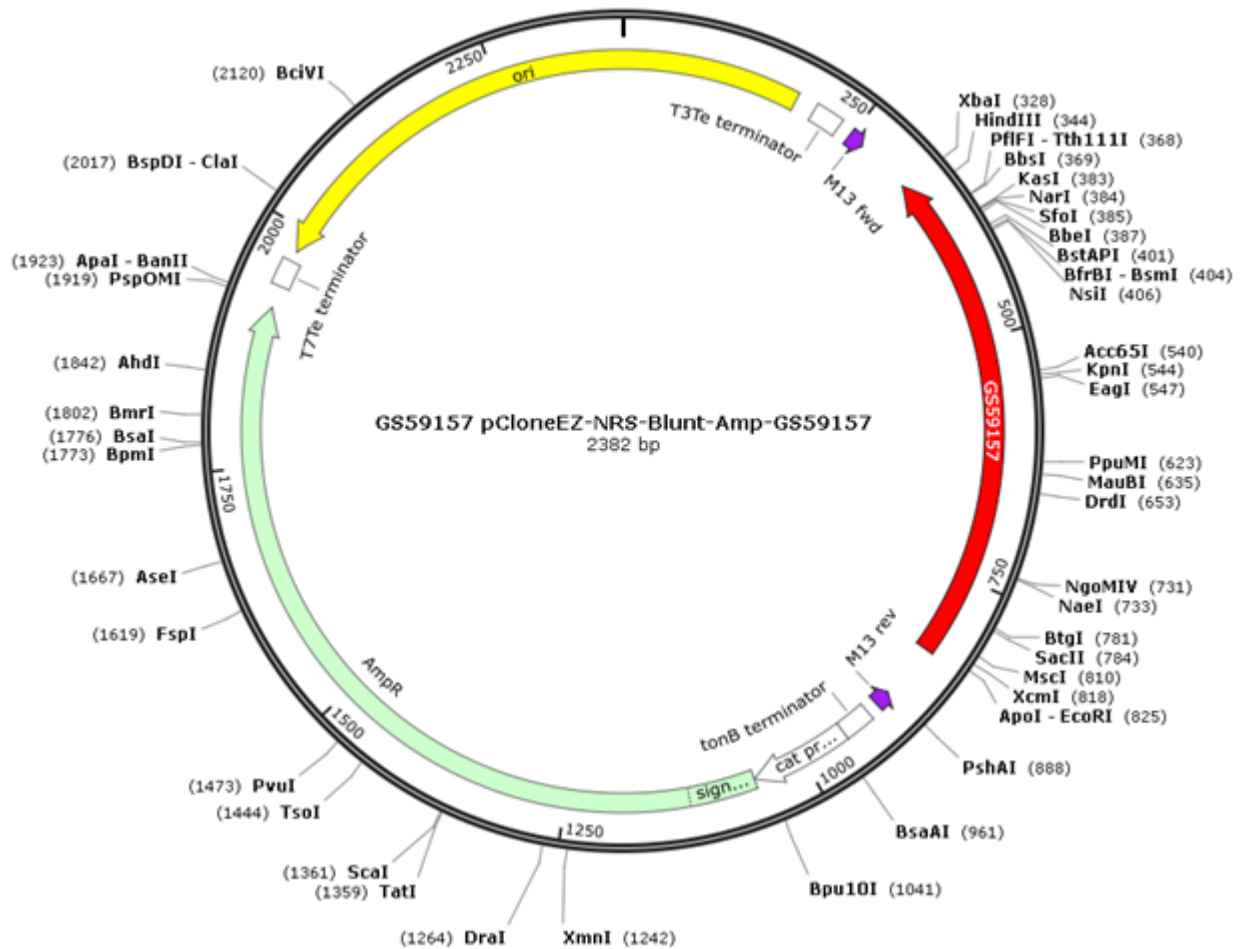 (2120) BciVI
2250
ori
T3Te terminator
250
M13 fwd
XbaI (328)
HindIII (344)
PflFI - Tth111I (368)
BbsI (369)
KasI (383)
NarI (384)
SfoI (385)
BbeI (387)
BstAPI (401)
BfrBI - BsmI (404)
NsiI (406)
500
Acc65I (540)
KpnI (544)
EagI (547)
GS59157
PpuMI (623)
MauBI (635)
DrdI (653)
750
NgoMIV (731)
NaeI (733)
BtgI (781)
SacII (784)
MscI (810)
XcmI (818)
ApoI - EcoRI (825)
M13 rev
PshAI (888)
tonB terminator
cat pr...
1000
BsaAI (961)
Bpu10I (1041)
sign...
1250
XmnI (1242)
(1264) DraI
(1359) TatI
(1361) ScaI
(1444) TsoI
(1473) PvuI
1500
AmpR
(1619) FspI
(1667) AseI
1750
(1773) BpmI
(1776) BsaI
(1802) BmrI
(1842) AhdI
(1919) PspOMI
(1923) ApaI - BanII
T7Te terminator
2000
(2017) BspDI - ClaI
GS59157 pCloneEZ-NRS-Blunt-Amp-GS59157
2382 bp